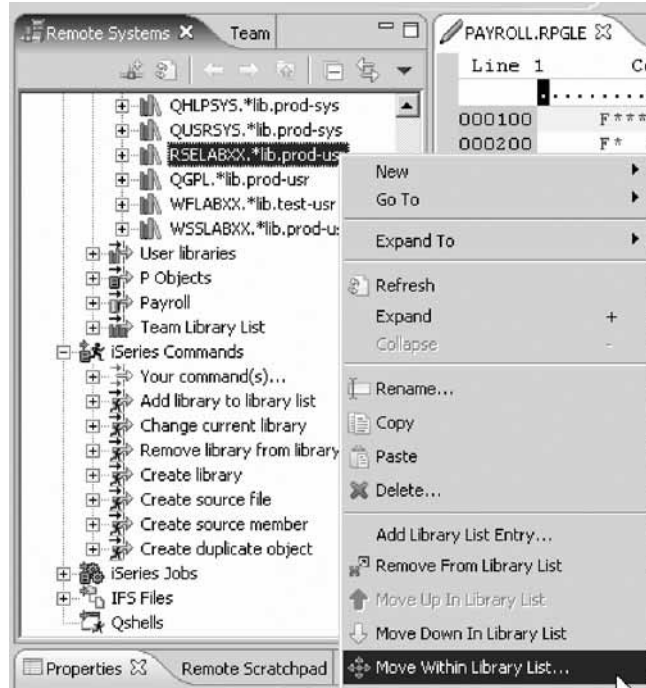 Remote Systems
Team
QHLPSYS.*lib.prod-sys
QUSRSYS.*lib.prod-sys
RSELABXX.*lib.prod-us
QGPL.*lib.prod-usr
WFLABXX.*lib.test-usr
WSSLABXX.*lib.prod-u
User libraries
P Objects
Payroll
Team Library List
iSeries Commands
Your command(s)...
Add library to library list
Change current library
Remove library from library
Create library
Create source file
Create source member
Create duplicate object
iSeries Jobs
IFS Files
Qshells
Properties
Remote Scratchpad
PAYROLL.RPGLE
Line 1 Co
000100 F***
000200 F*
New
Go To
Expand To
Refresh
Expand +
Collapse -
Rename...
Copy
Paste
Delete...
Add Library List Entry...
Remove From Library List
Move Up In Library List
Move Down In Library List
Move Within Library List...